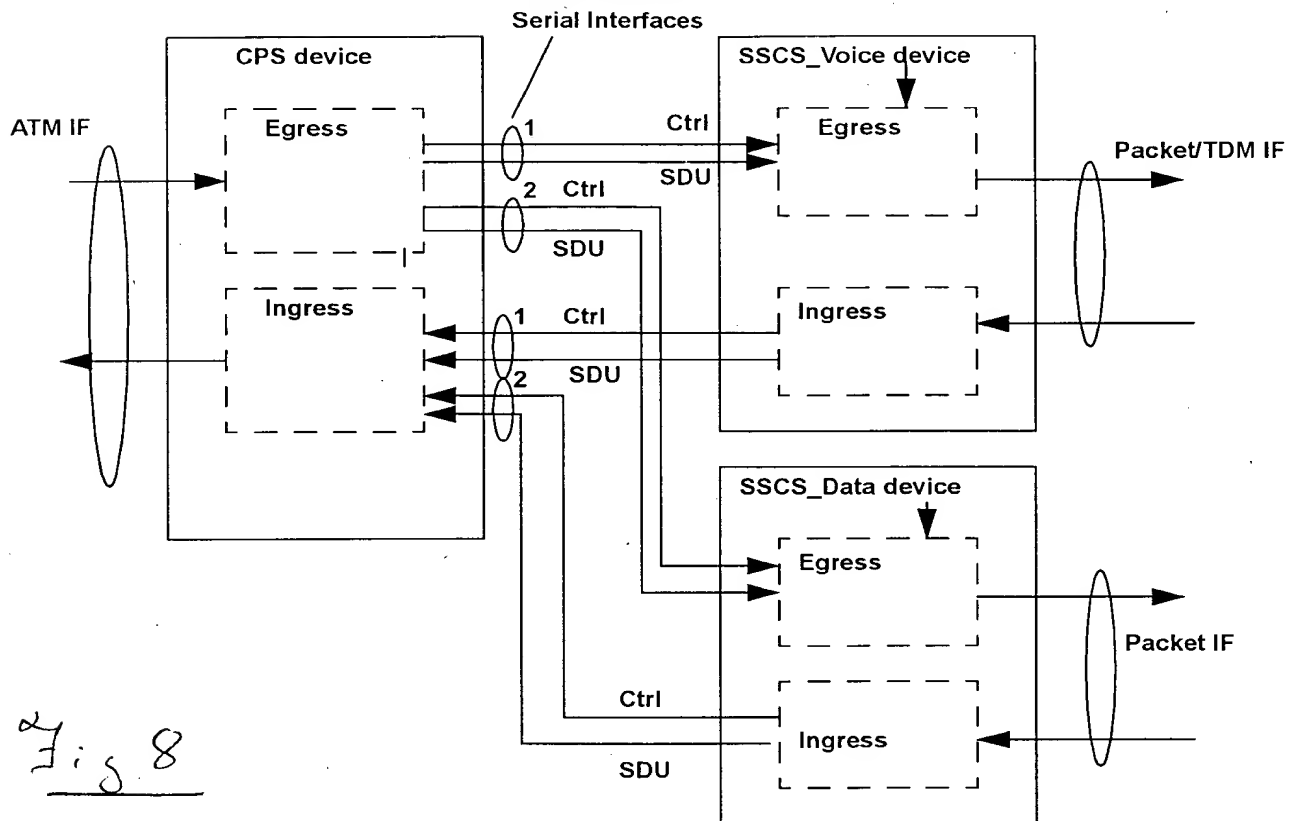 Serial Interfaces
CPS device
SSCS_Voice device
ATM IF
Egress
1
Ctrl
Egress
Packet/TDM IF
SDU
2
Ctrl
SDU
Ingress
1
Ctrl
Ingress
SDU
2
SSCS_Data device
Egress
Packet IF
Ctrl
Ingress
SDU
Fig 8